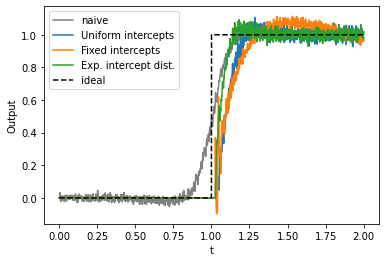 naive
Uniform intercepts
Fixed intercepts
Exp. intercept dist.
ideal
Output
1.0
0.8
0.6
0.4
0.2
0.0
0.00 0.25 0.50 0.75 1.00 1.25 1.50 1.75 2.00
t